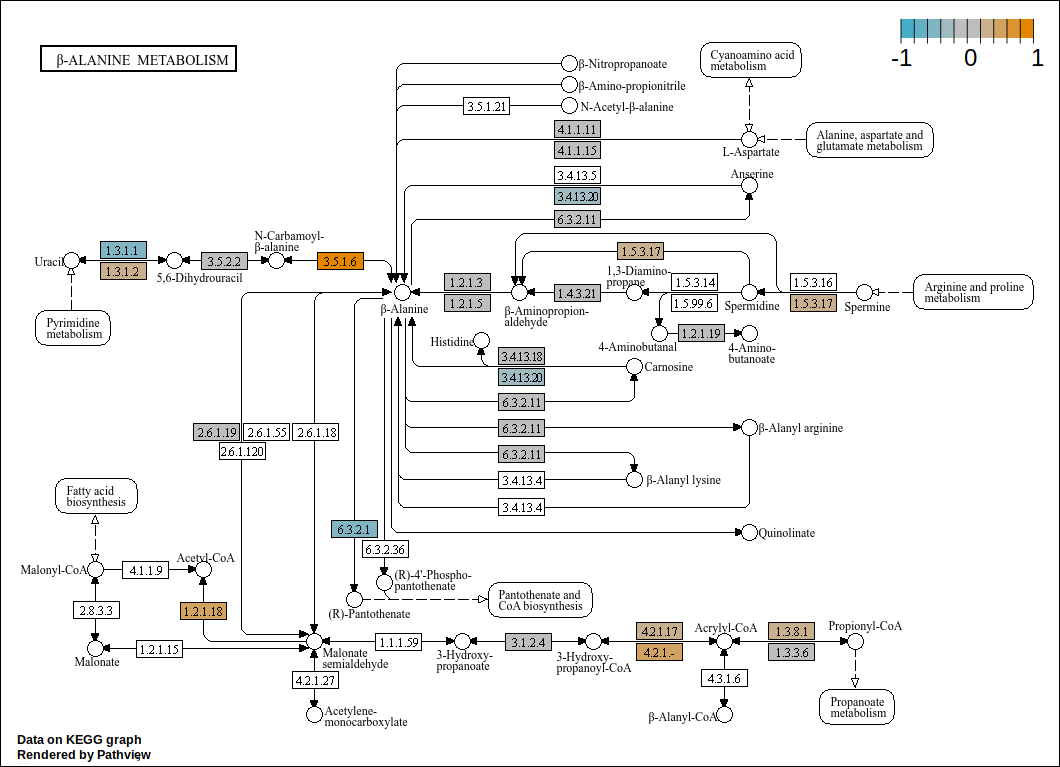 β-ALANINE METABOLISM
-1
0
1
β-Nitropropanoate
β-Amino-propionitrile
3.5.1.21
N-Acetyl-β-alanine
Cyanoamino acid
metabolism
4.1.1.11
4.1.1.15
L-Aspartate
Alanine, aspartate and
glutamate metabolism
3.4.13.5
3.4.13.20
Anserine
6.3.2.11
Uracil
1.3.1.1
1.3.1.2
5,6-Dihydrouracil
3.5.2.2
N-Carbamoyl-
β-alanine
3.5.1.6
1.5.3.17
1.2.1.3
1.2.1.5
β-Alanine
β-Aminopropion-
aldehyde
1.4.3.21
1,3-Diamino-
propane
1.5.3.14
1.5.99.6
Spermidine
1.5.3.16
1.5.3.17
Spermine
Arginine and proline
metabolism
Pyrimidine
metabolism
4-Aminobutanal
1.2.1.19
4-Amino-
butanoate
Histidine
3.4.13.18
3.4.13.20
Carnosine
6.3.2.11
6.3.2.11
β-Alanyl arginine
6.3.2.11
3.4.13.4
β-Alanyl lysine
3.4.13.4
Quinolinate
2.6.1.19
2.6.1.55
2.6.1.18
2.6.1.120
Fatty acid
biosynthesis
6.3.2.1
6.3.2.36
Malonyl-CoA
4.1.1.9
Acetyl-CoA
(R)-4'-Phospho-
pantothenate
(R)-Pantothenate
Pantothenate and
CoA biosynthesis
2.8.3.3
1.2.1.18
Malonate
1.2.1.15
Malonate
semialdehyde
1.1.1.59
3-Hydroxy-
propanoate
3.1.2.4
3-Hydroxy-
propanoyl-CoA
4.2.1.17
4.2.1.-
Acrylyl-CoA
1.3.8.1
1.3.3.6
Propionyl-CoA
4.2.1.27
Acetylene-
monocarboxylate
4.3.1.6
β-Alanyl-CoA
Propanoate
metabolism
Data on KEGG graph
Rendered by Pathview